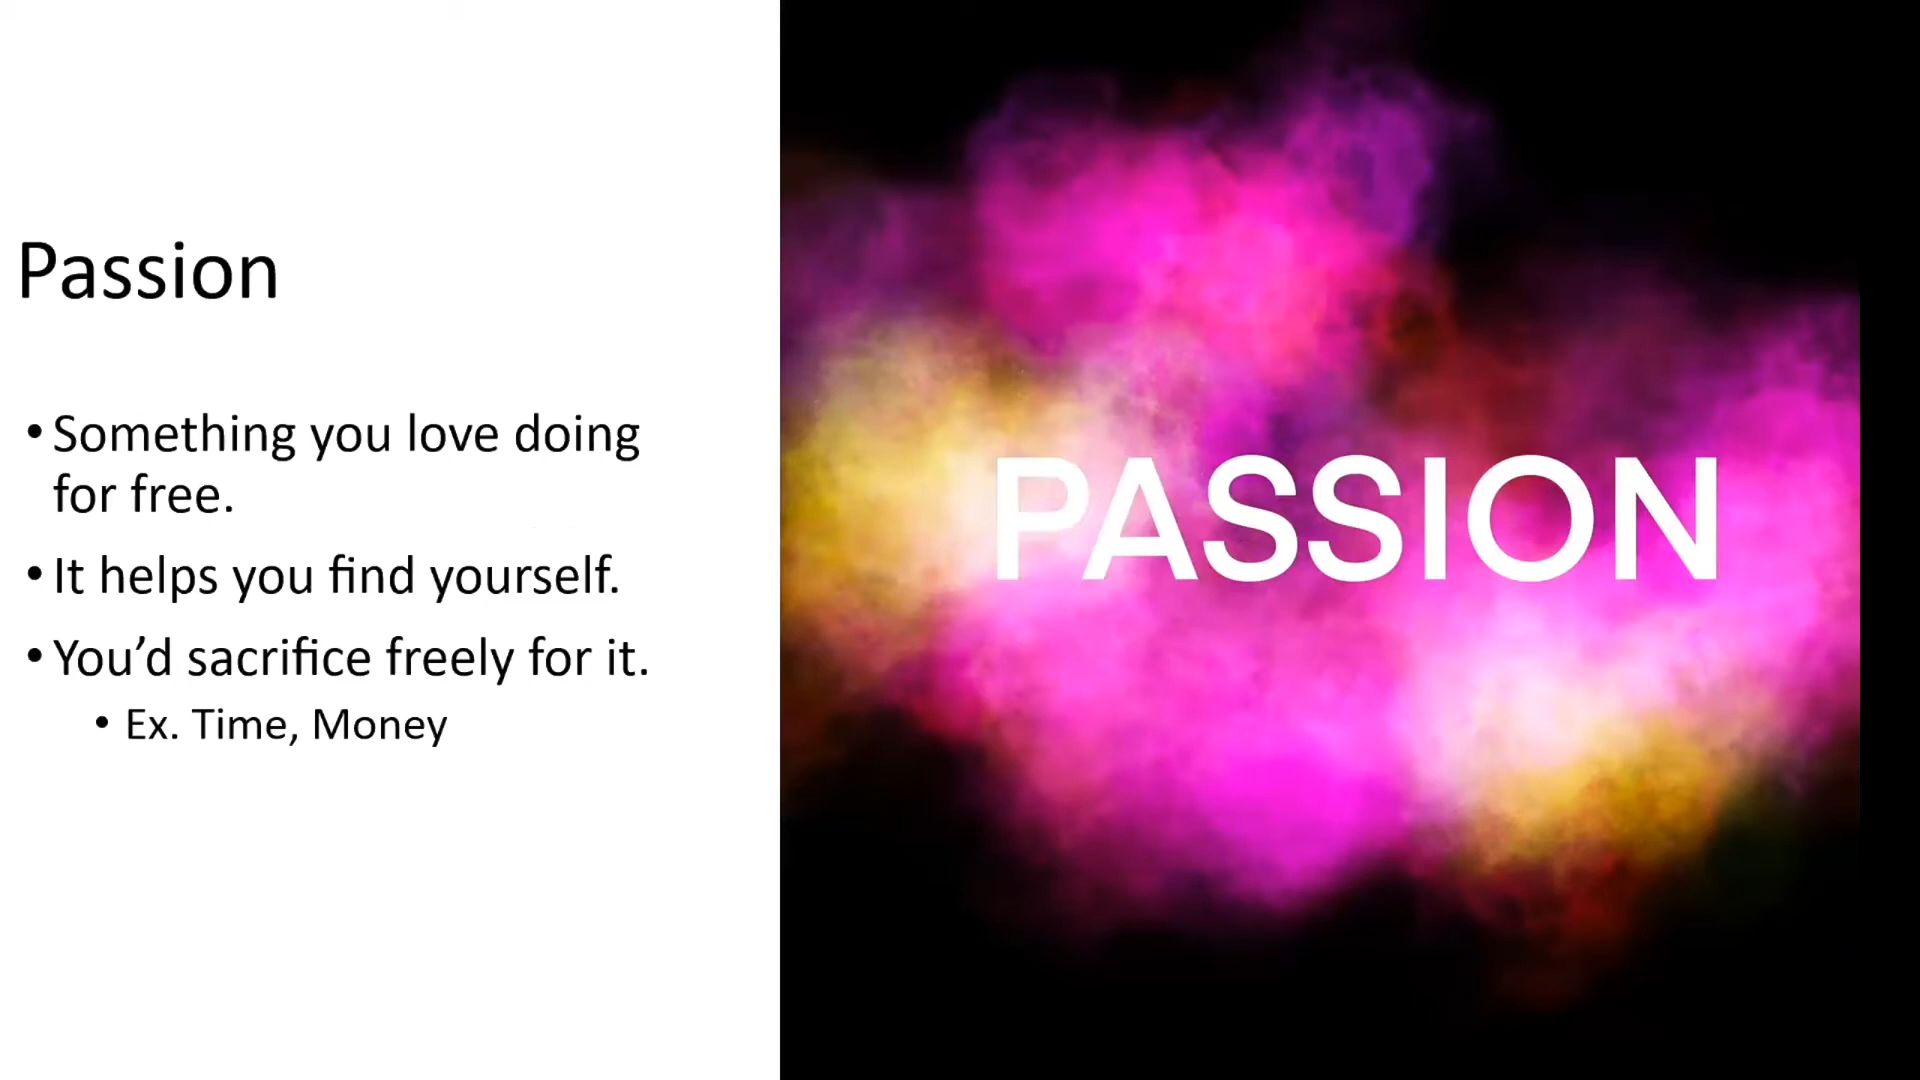 Passion
• Something you love doing
for free.
• It helps you find yourself.
• You’d sacrifice freely for it.
• Ex. Time, Money
PASSION